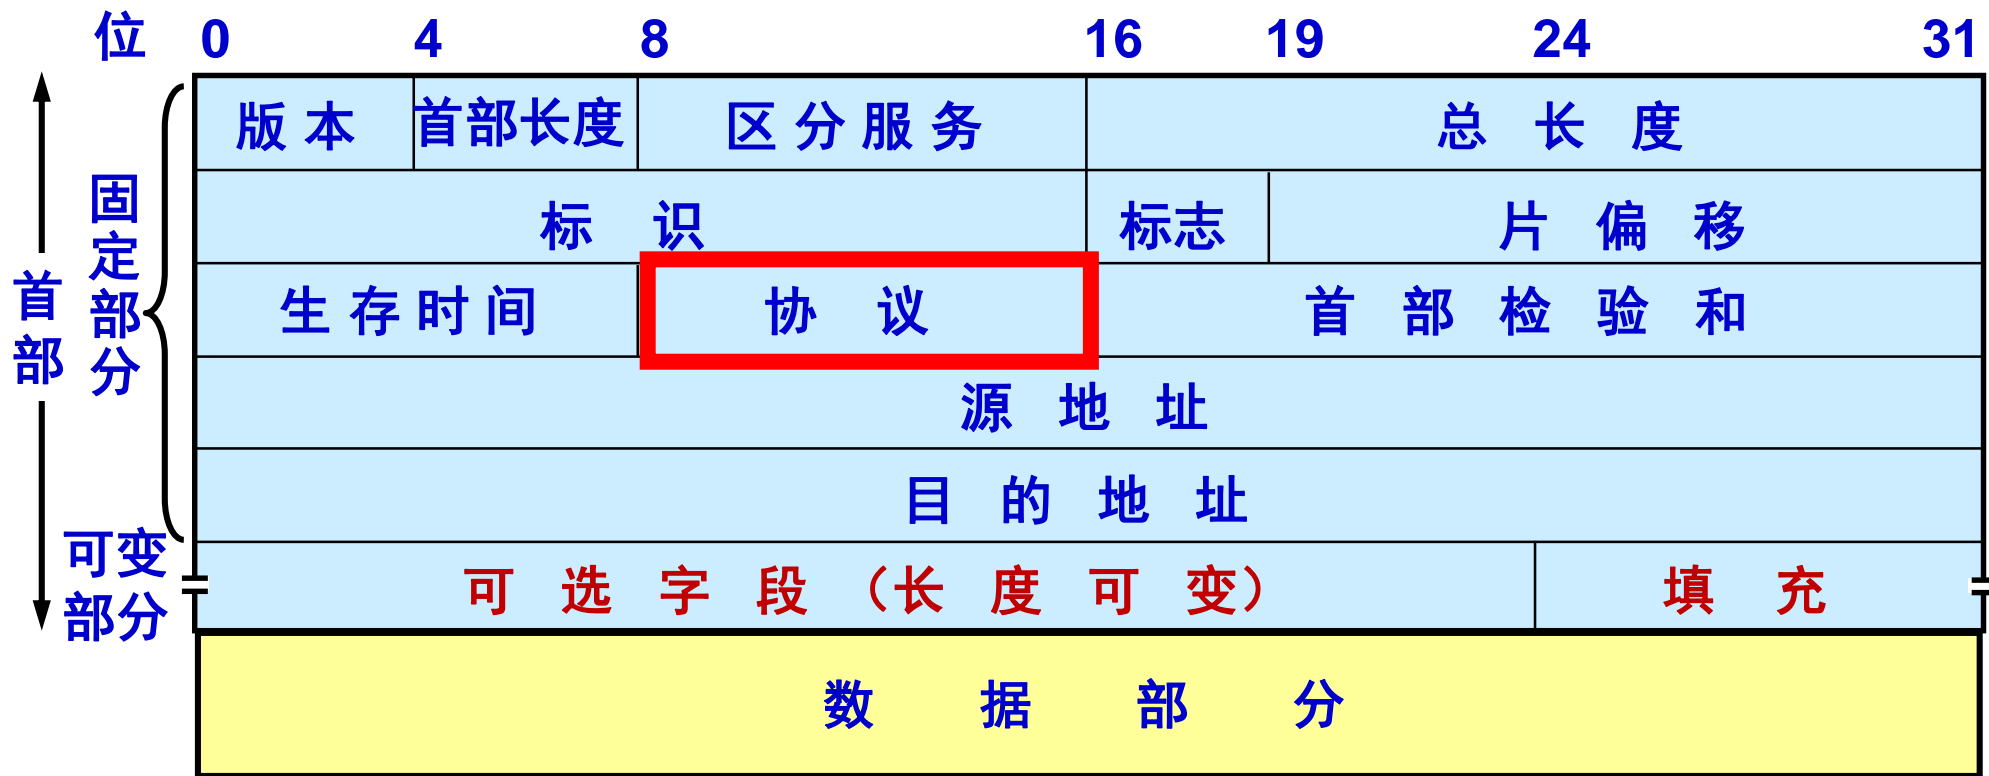 位 0 4 8 16 19 24 31
版 本 首部长度 区 分 服 务 总 长 度
标 识 标志 片 偏 移
生 存 时 间 协 议 首 部 检 验 和
源 地 址
目 的 地 址
可 选 字 段 （长 度 可 变） 填 充
数 据 部 分
首部
固定部分
可变
部分